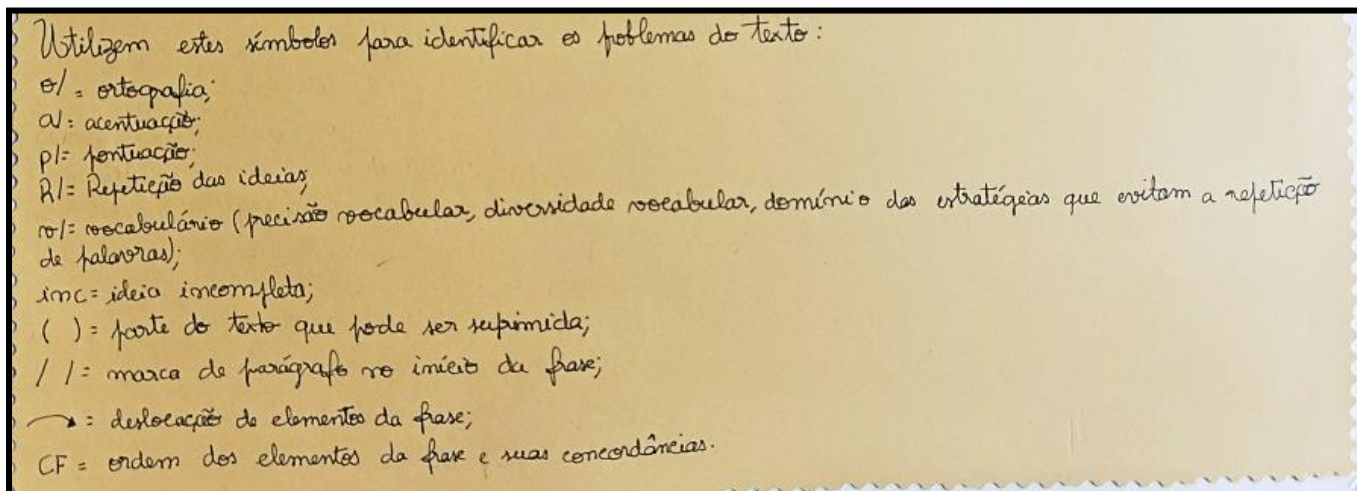 Utilizem estes símbolos para identificar os problemas do texto:
o/ = ortografia;
a/ = acentuação;
p/ = pontuação;
R/ = Repetição das ideias;
v/ = vocabulário (precisão vocabular, diversidade vocabular, domínio das estratégias que evitam a repetição
de palavras);
inc = ideia incompleta;
( ) = parte do texto que pode ser suprimida;
/ / = marca de parágrafo no início da frase;
→ = deslocação de elementos da frase;
CF = ordem dos elementos da frase e suas concordâncias.